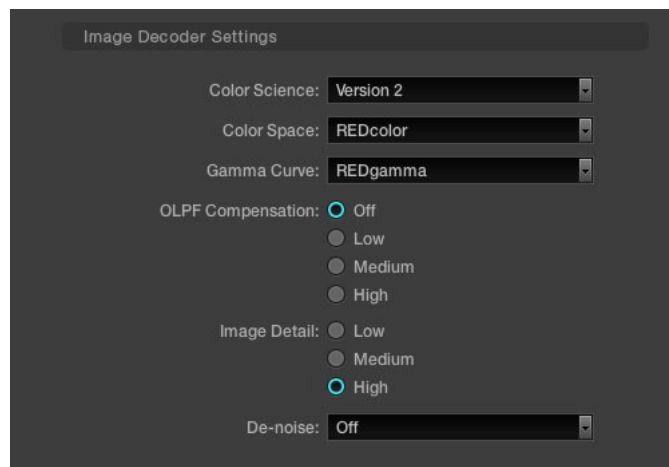 Image Decoder Settings
Color Science: Version 2
Color Space: REDcolor
Gamma Curve: REDgamma
OLPF Compensation: Off
Low
Medium
High
Image Detail: Low
Medium
High
De-noise: Off